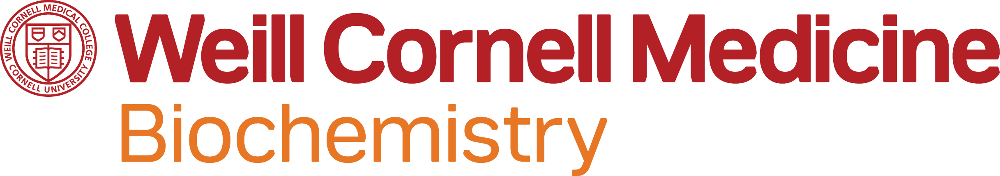 WEILL CORNELL MEDICAL COLLEGE
CORNELL UNIVERSITY
Weill Cornell Medicine
Biochemistry